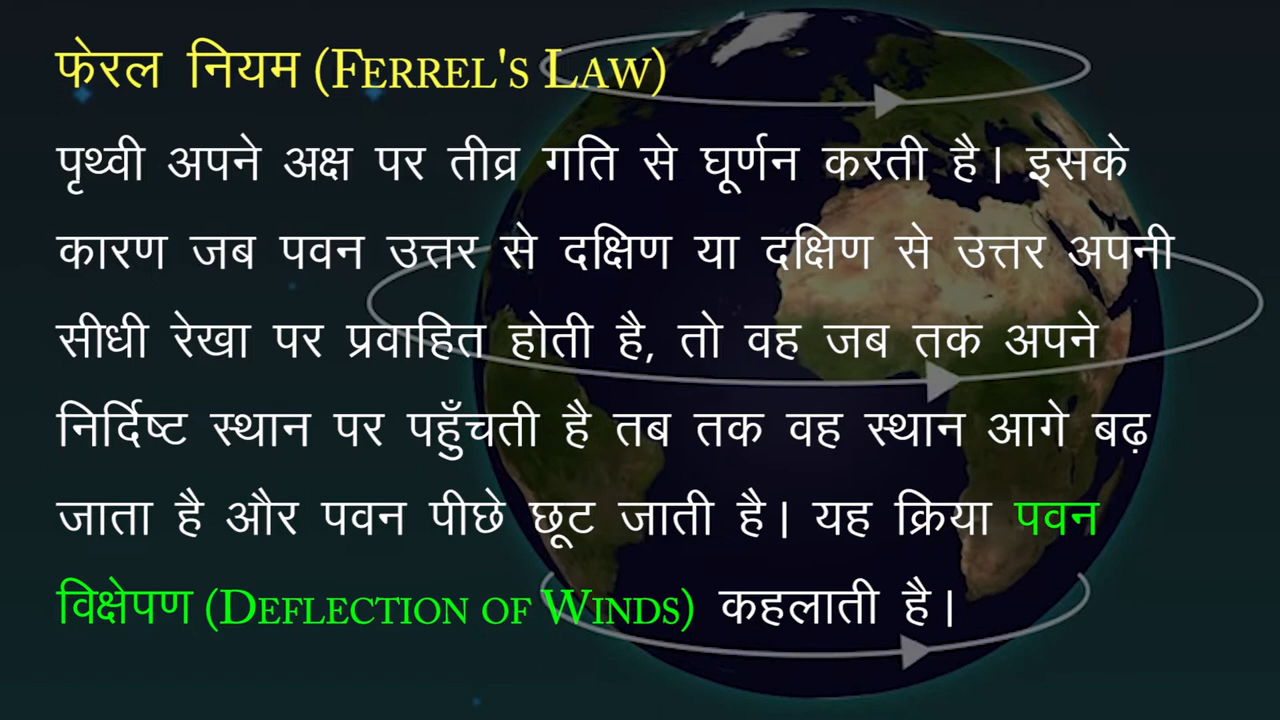 फेरल नियम (FERREL'S LAW)
पृथ्वी अपने अक्ष पर तीव्र गति से घूर्णन करती है। इसके
कारण जब पवन उत्तर से दक्षिण या दक्षिण से उत्तर अपनी
सीधी रेखा पर प्रवाहित होती है, तो वह जब तक अपने
निर्दिष्ट स्थान पर पहुँचती है तब तक वह स्थान आगे बढ़
जाता है और पवन पीछे छूट जाती है। यह क्रिया पवन
विक्षेपण (DEFLECTION OF WINDS) कहलाती है।